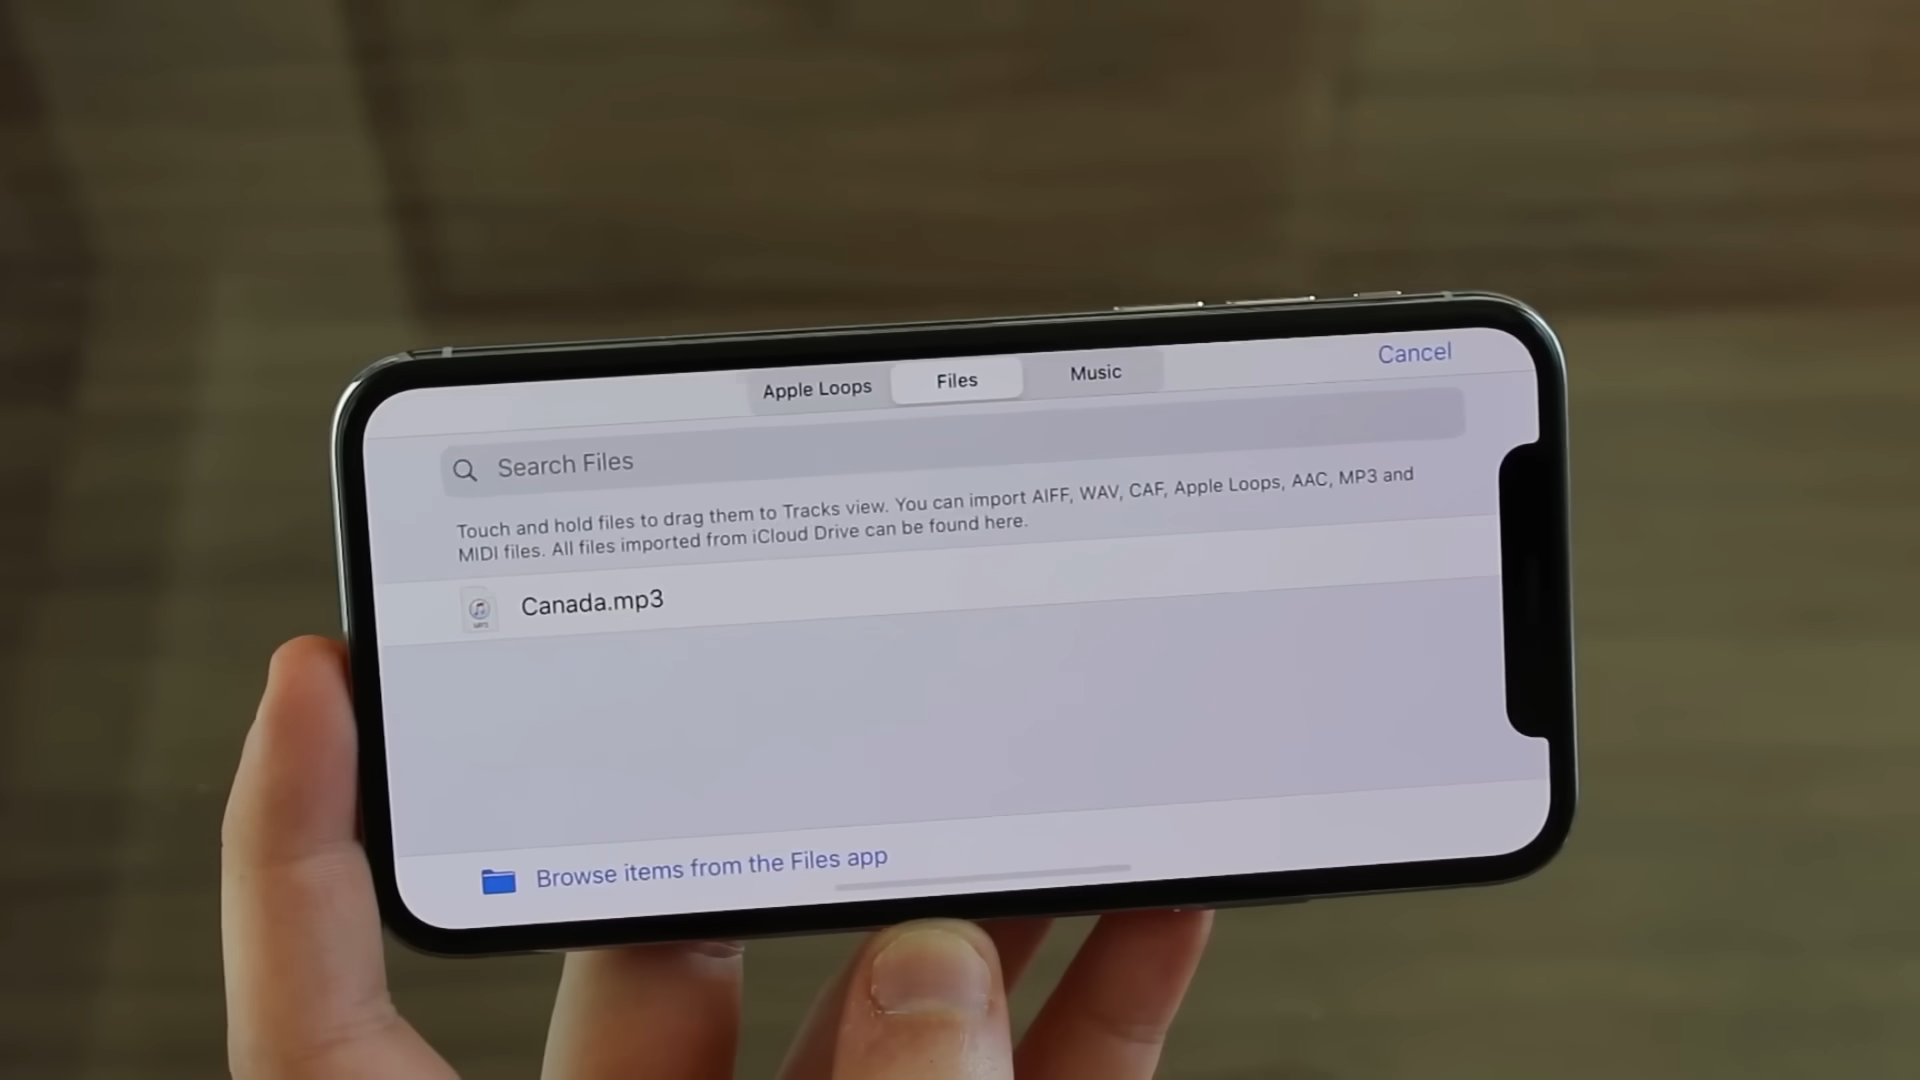 Apple Loops
Files
Music
Cancel
Search Files
Touch and hold files to drag them to Tracks view. You can import AIFF, WAV, CAF, Apple Loops, AAC, MP3 and
MIDI files. All files imported from iCloud Drive can be found here.
MP3
Canada.mp3
Browse items from the Files app